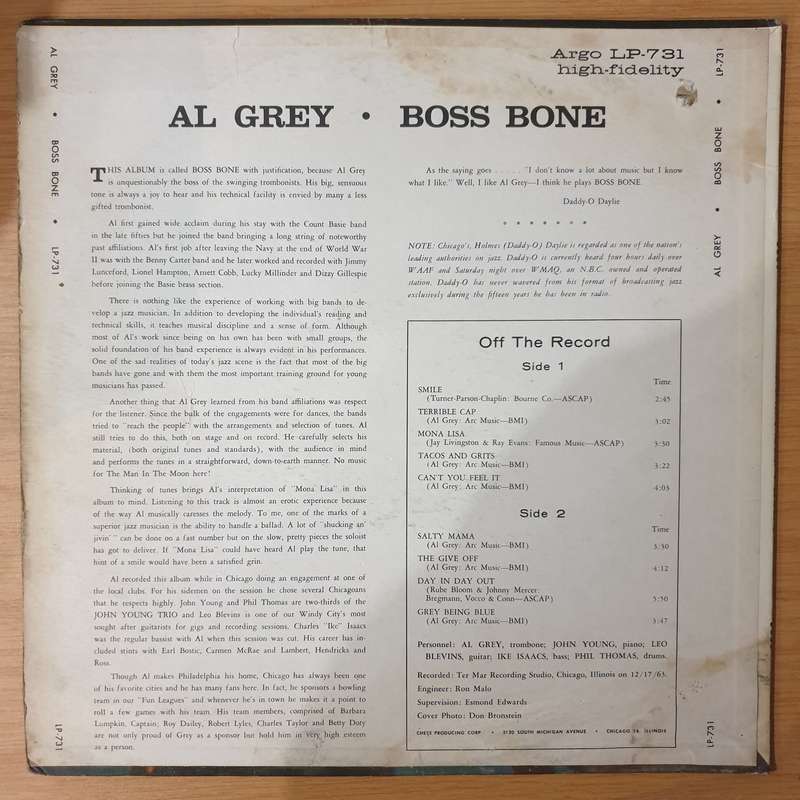 Argo LP-731
high-fidelity
AL GREY • BOSS BONE
AL GREY • BOSS BONE • LP-731
LP-731
THIS ALBUM is called BOSS BONE with justification, because Al Grey
is unquestionably the boss of the swinging trombonists. His big, sensuous
tone is always a joy to hear and his technical facility is envied by many a less
gifted trombonist.
Al first gained wide acclaim during his stay with the Count Basie band
in the late fifties but he joined the band bringing a long string of noteworthy
past affiliations. Al's first job after leaving the Navy at the end of World War
II was with the Benny Carter band and he later worked and recorded with Jimmy
Lunceford, Lionel Hampton, Arnett Cobb, Lucky Millinder and Dizzy Gillespie
before joining the Basie brass section.
There is nothing like the experience of working with big bands to de-
velop a jazz musician. In addition to developing the individual's reading and
technical skills, it teaches musical discipline and a sense of form. Although
most of Al's work since being on his own has been with small groups, the
solid foundation of his band experience is always evident in his performances.
One of the sad realities of today's jazz scene is the fact that most of the big
bands have gone and with them the most important training ground for young
musicians has passed.
Another thing that Al Grey learned from his band affiliations was respect
for the listener. Since the bulk of the engagements were for dances, the bands
tried to "reach the people" with the arrangements and selection of tunes. Al
still tries to do this, both on stage and on record. He carefully selects his
material, (both original tunes and standards), with the audience in mind
and performs the tunes in a straightforward, down-to-earth manner. No music
for The Man In The Moon here!
Thinking of tunes brings Al's interpretation of "Mona Lisa" in this
album to mind. Listening to this track is almost an erotic experience because
of the way Al musically caresses the melody. To me, one of the marks of a
superior jazz musician is the ability to handle a ballad. A lot of "shucking an'
jivin'" can be done on a fast number but on the slow, pretty pieces the soloist
has got to deliver. If "Mona Lisa" could have heard Al play the tune, that
hint of a smile would have been a satisfied grin.
Al recorded this album while in Chicago doing an engagement at one of
the local clubs. For his sidemen on the session he chose several Chicagoans
that he respects highly. John Young and Phil Thomas are two-thirds of the
JOHN YOUNG TRIO and Leo Blevins is one of our Windy City's most
sought after guitarists for gigs and recording sessions. Charles "Ike" Isaacs
was the regular bassist with Al when this session was cut. His career has in-
cluded stints with Earl Bostic, Carmen McRae and Lambert, Hendricks and
Ross.
Though Al makes Philadelphia his home, Chicago has always been one
of his favorite cities and he has many fans here. In fact, he sponsors a bowling
team in our "Fun Leagues" and whenever he's in town he makes it a point to
roll a few games with his team. His team members, comprised of Barbara
Lumpkin, Captain; Roy Dailey, Robert Lyles, Charles Taylor and Betty Doty
are not only proud of Grey as a sponsor but hold him in very high esteem
as a person.
As the saying goes . . . . . "I don't know a lot about music but I know
what I like." Well, I like Al Grey—I think he plays BOSS BONE.
Daddy-O Daylie
* * * * * * *
NOTE: Chicago's, Holmes (Daddy-O) Daylie is regarded as one of the nation's
leading authorities on jazz. Daddy-O is currently heard four hours daily over
WAAF and Saturday night over WMAQ, an N.B.C. owned and operated
station. Daddy-O has never wavered from his format of broadcasting jazz
exclusively during the fifteen years he has been in radio.
Off The Record
Side 1
Time
SMILE
(Turner-Parson-Chaplin: Bourne Co.—ASCAP) 2:45
TERRIBLE CAP
(Al Grey: Arc Music—BMI) 3:02
MONA LISA
(Jay Livingston & Ray Evans: Famous Music—ASCAP) 3:30
TACOS AND GRITS
(Al Grey: Arc Music—BMI) 3:22
CAN'T YOU FEEL IT
(Al Grey: Arc Music—BMI) 4:03
Side 2
Time
SALTY MAMA
(Al Grey: Arc Music—BMI) 3:30
THE GIVE OFF
(Al Grey: Arc Music—BMI) 4:12
DAY IN DAY OUT
(Rube Bloom & Johnny Mercer:
Bregmann, Vocco & Conn—ASCAP) 5:50
GREY BEING BLUE
(Al Grey: Arc Music—BMI) 3:47
Personnel: AL GREY, trombone; JOHN YOUNG, piano; LEO
BLEVINS, guitar; IKE ISAACS, bass; PHIL THOMAS, drums.
Recorded: Ter Mar Recording Studio, Chicago, Illinois on 12/17/63.
Engineer: Ron Malo
Supervision: Esmond Edwards
Cover Photo: Don Bronstein
CHESS PRODUCING CORP. • 2120 SOUTH MICHIGAN AVENUE • CHICAGO 16, ILLINOIS
AL GREY • BOSS BONE • LP-731
LP-731